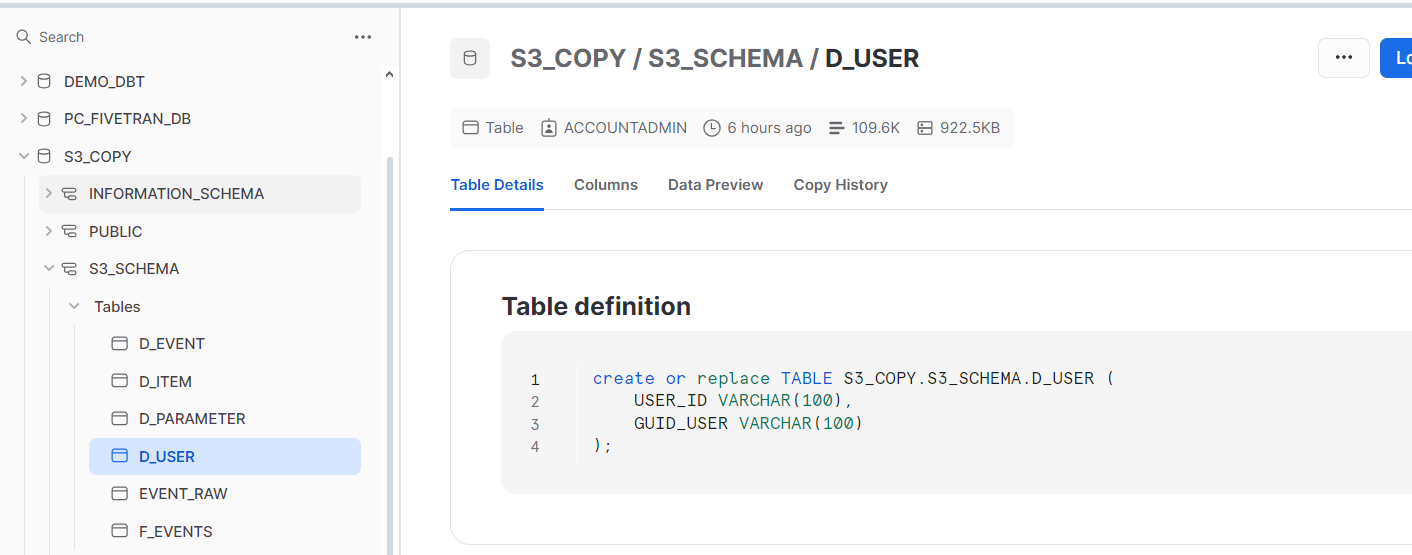 Search
DEMO_DBT
PC_FIVETRAN_DB
S3_COPY
INFORMATION_SCHEMA
PUBLIC
S3_SCHEMA
Tables
D_EVENT
D_ITEM
D_PARAMETER
D_USER
EVENT_RAW
F_EVENTS
S3_COPY / S3_SCHEMA / D_USER
Table ACCOUNTADMIN 6 hours ago 109.6K 922.5KB
Table Details Columns Data Preview Copy History
Table definition
1 create or replace TABLE S3_COPY.S3_SCHEMA.D_USER (
2 USER_ID VARCHAR(100),
3 GUID_USER VARCHAR(100)
4 );